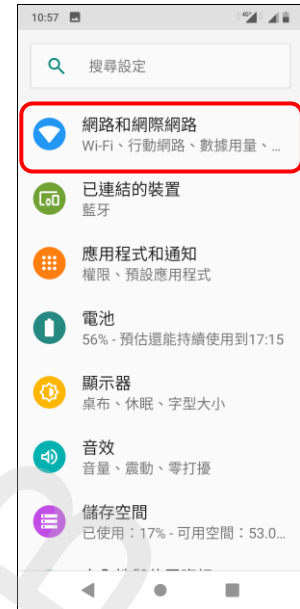 10:57
搜尋設定
網路和網際網路
Wi-Fi、行動網路、數據用量、...
已連結的裝置
藍牙
應用程式和通知
權限、預設應用程式
電池
56% - 預估還能持續使用到17:15
顯示器
桌布、休眠、字型大小
音效
音量、震動、零打擾
儲存空間
已使用：17% - 可用空間：53.0...